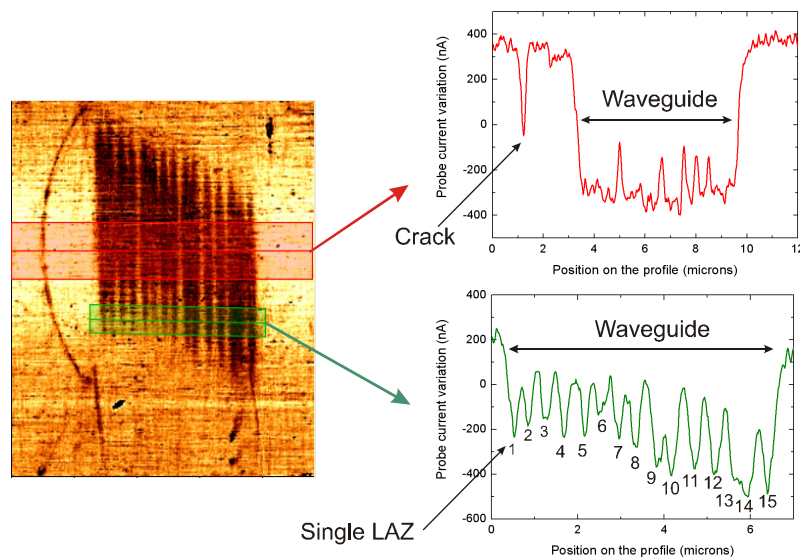 400
200
0
-200
-400
Probe current variation (nA)
Waveguide
Crack
0 2 4 6 8 10 12
Position on the profile (microns)
400
200
0
-200
-400
-600
Probe current variation (nA)
Waveguide
1 2 3 4 5 6 7 8 9 10 11 12 13 14 15
Single LAZ
0 2 4 6
Position on the profile (microns)